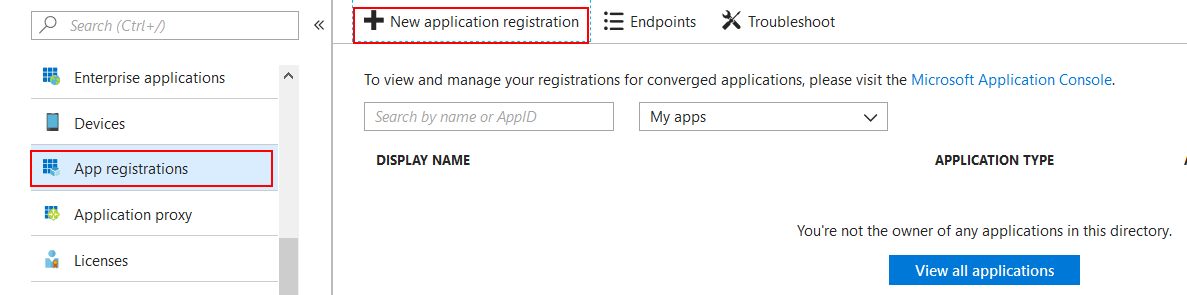 Search (Ctrl+/)
«
Enterprise applications
Devices
App registrations
Application proxy
Licenses
New application registration
Endpoints
Troubleshoot
To view and manage your registrations for converged applications, please visit the Microsoft Application Console.
Search by name or AppID
My apps
DISPLAY NAME
APPLICATION TYPE
You're not the owner of any applications in this directory.
View all applications